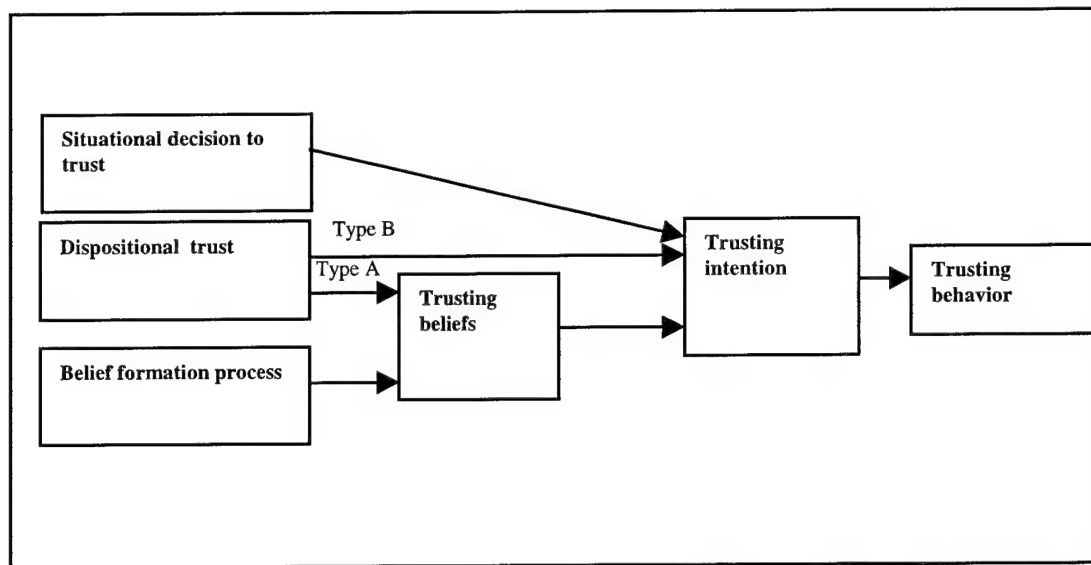 Situational decision to
trust
Dispositional trust
Type B
Type A
Trusting
beliefs
Belief formation process
Trusting
intention
Trusting
behavior